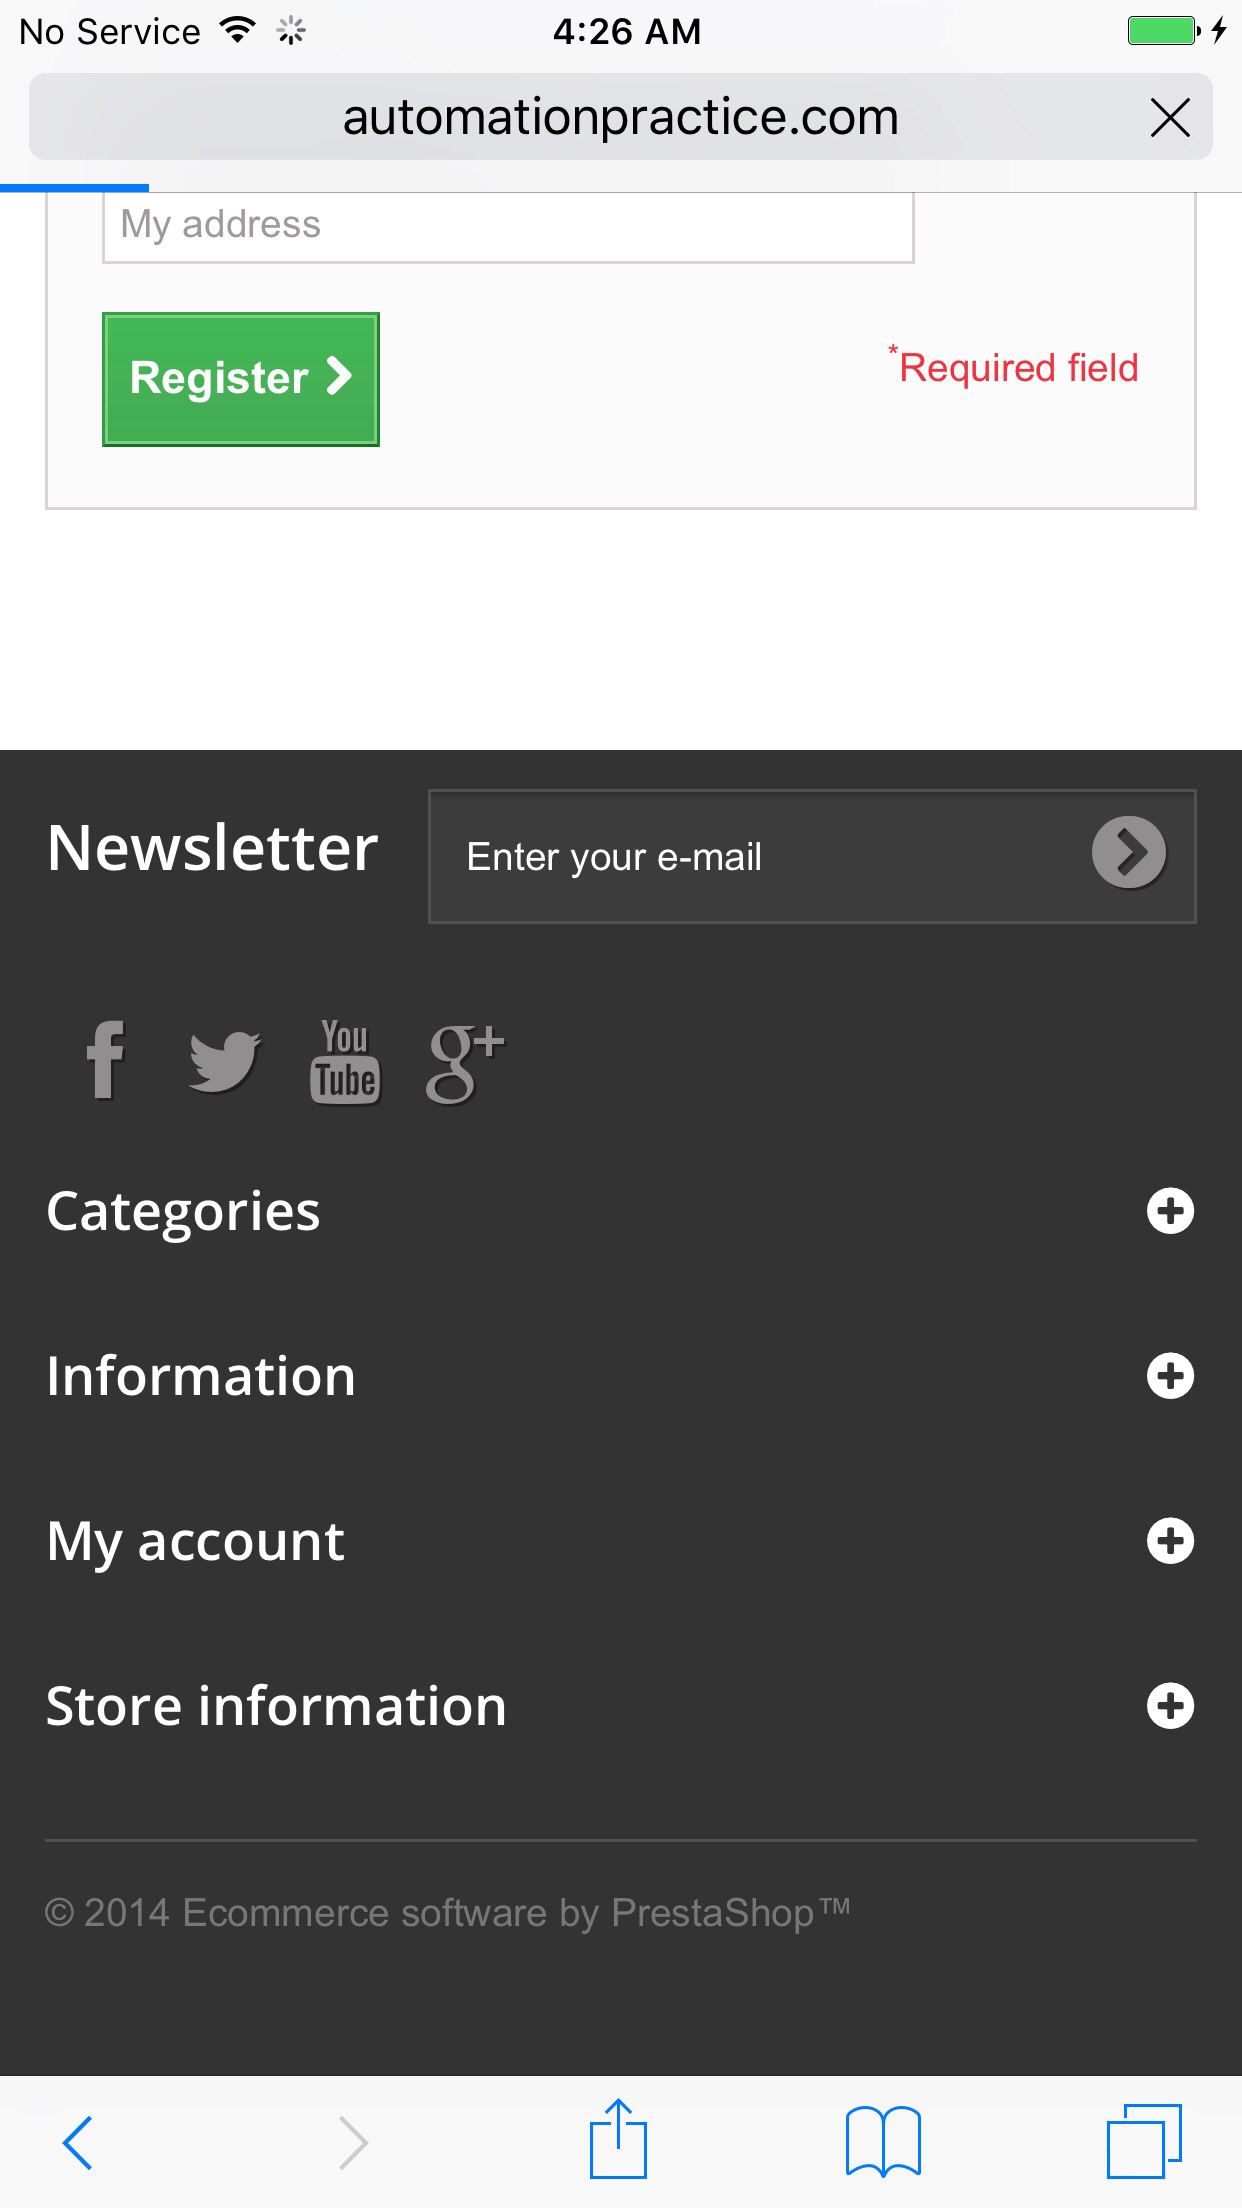 No Service
4:26 AM
automationpractice.com
My address
Register
*Required field
Newsletter
Enter your e-mail
f
You
Tube
g+
Categories
Information
My account
Store information
© 2014 Ecommerce software by PrestaShop™